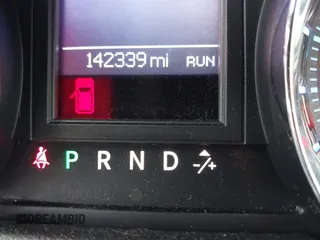 142339 mi RUN
P R N D -/+
DREAMBID